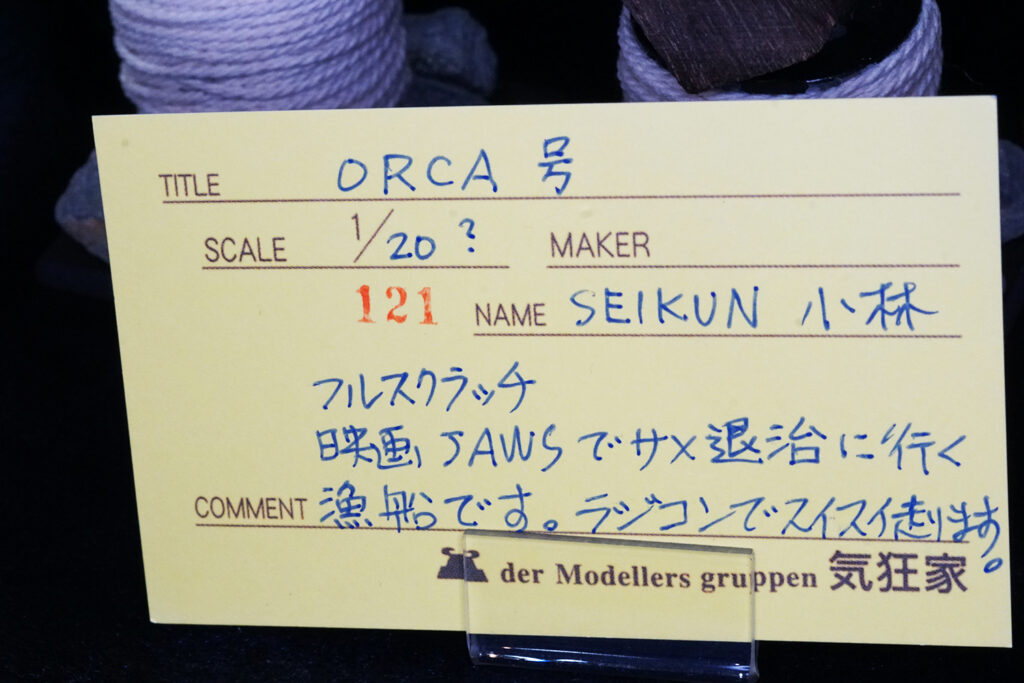 TITLE ORCA 号
SCALE 1/20 ? MAKER
121 NAME SEIKUN 小林
フルスクラッチ
映画 JAWS でサメ退治に行く
COMMENT 漁船です。ラジコンでスイスイ走ります。
der Modellers gruppen 気狂家